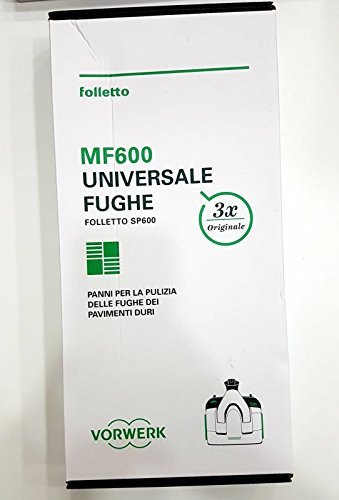 folletto
MF600
UNIVERSALE
FUGHE
FOLLETTO SP600
3x
Originale
PANNI PER LA PULIZIA
DELLE FUGHE DEI
PAVIMENTI DURI
VORWERK